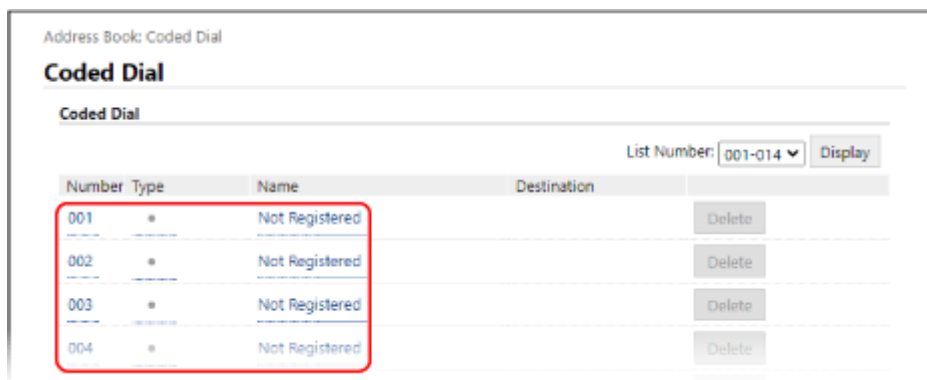 Address Book: Coded Dial
Coded Dial
Coded Dial
List Number: 001-014 Display
Number Type Name Destination
001 Not Registered Delete
002 Not Registered Delete
003 Not Registered Delete
004 Not Registered Delete